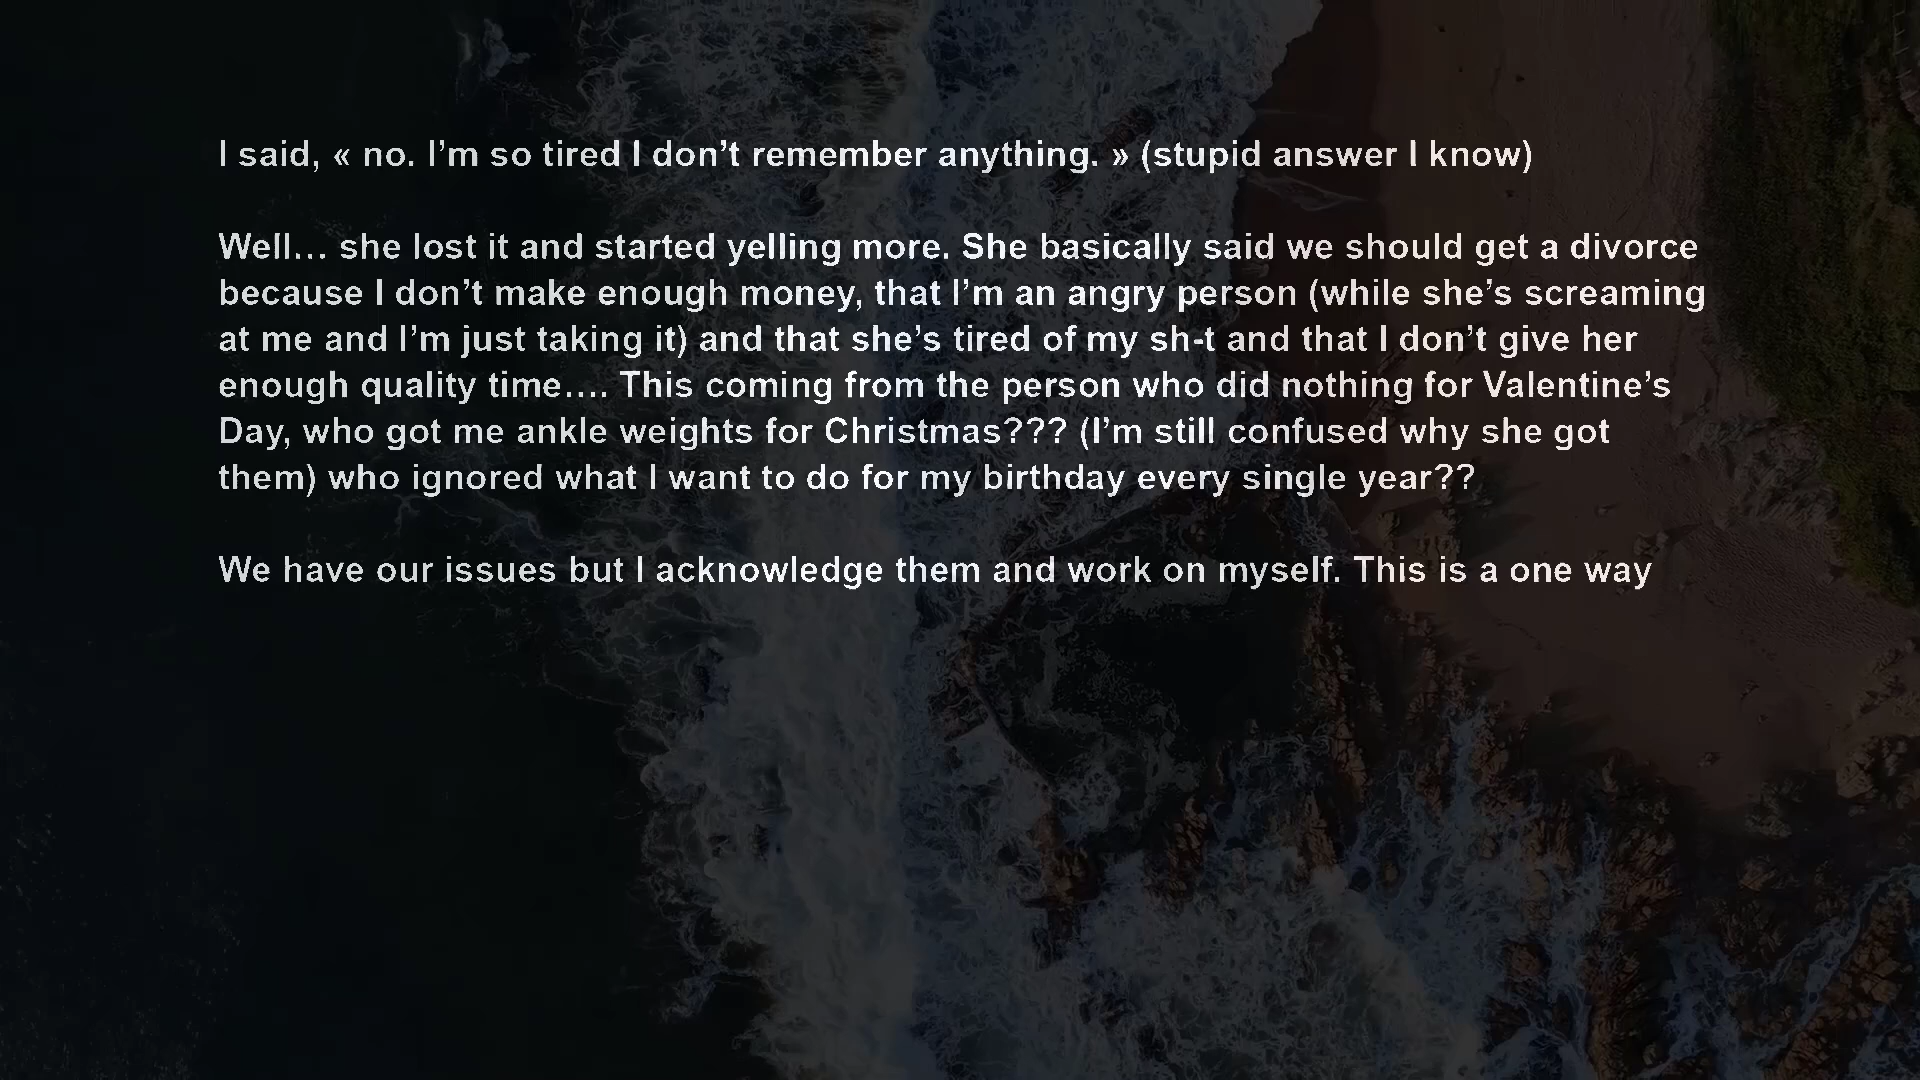 I said, « no. I’m so tired I don’t remember anything. » (stupid answer I know)
Well… she lost it and started yelling more. She basically said we should get a divorce
because I don’t make enough money, that I’m an angry person (while she’s screaming
at me and I’m just taking it) and that she’s tired of my sh-t and that I don’t give her
enough quality time…. This coming from the person who did nothing for Valentine’s
Day, who got me ankle weights for Christmas??? (I’m still confused why she got
them) who ignored what I want to do for my birthday every single year??
We have our issues but I acknowledge them and work on myself. This is a one way